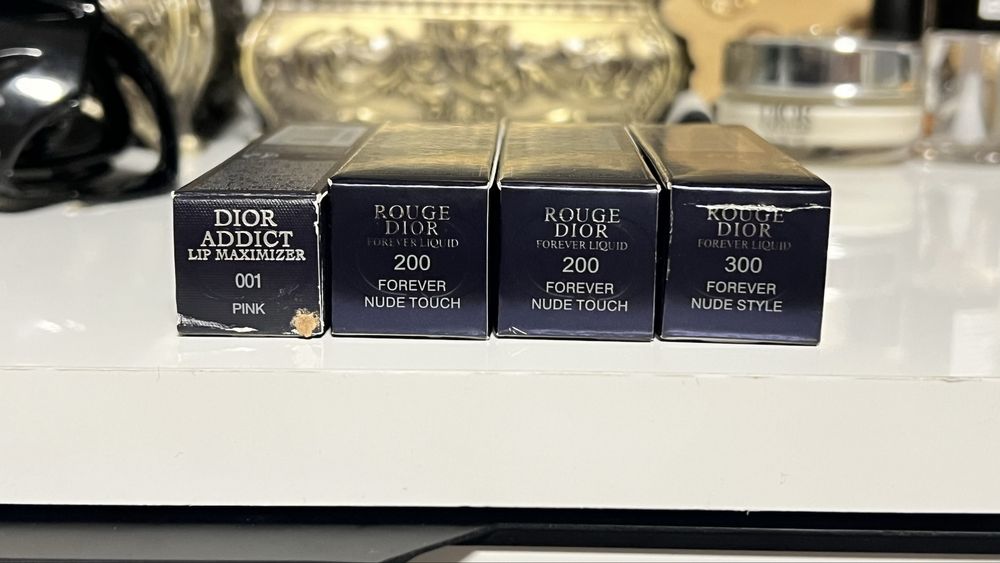 DIOR
ADDICT
LIP MAXIMIZER
001
PINK
ROUGE
DIOR
FOREVER LIQUID
200
FOREVER
NUDE TOUCH
ROUGE
DIOR
FOREVER LIQUID
200
FOREVER
NUDE TOUCH
ROUGE
DIOR
FOREVER LIQUID
300
FOREVER
NUDE STYLE